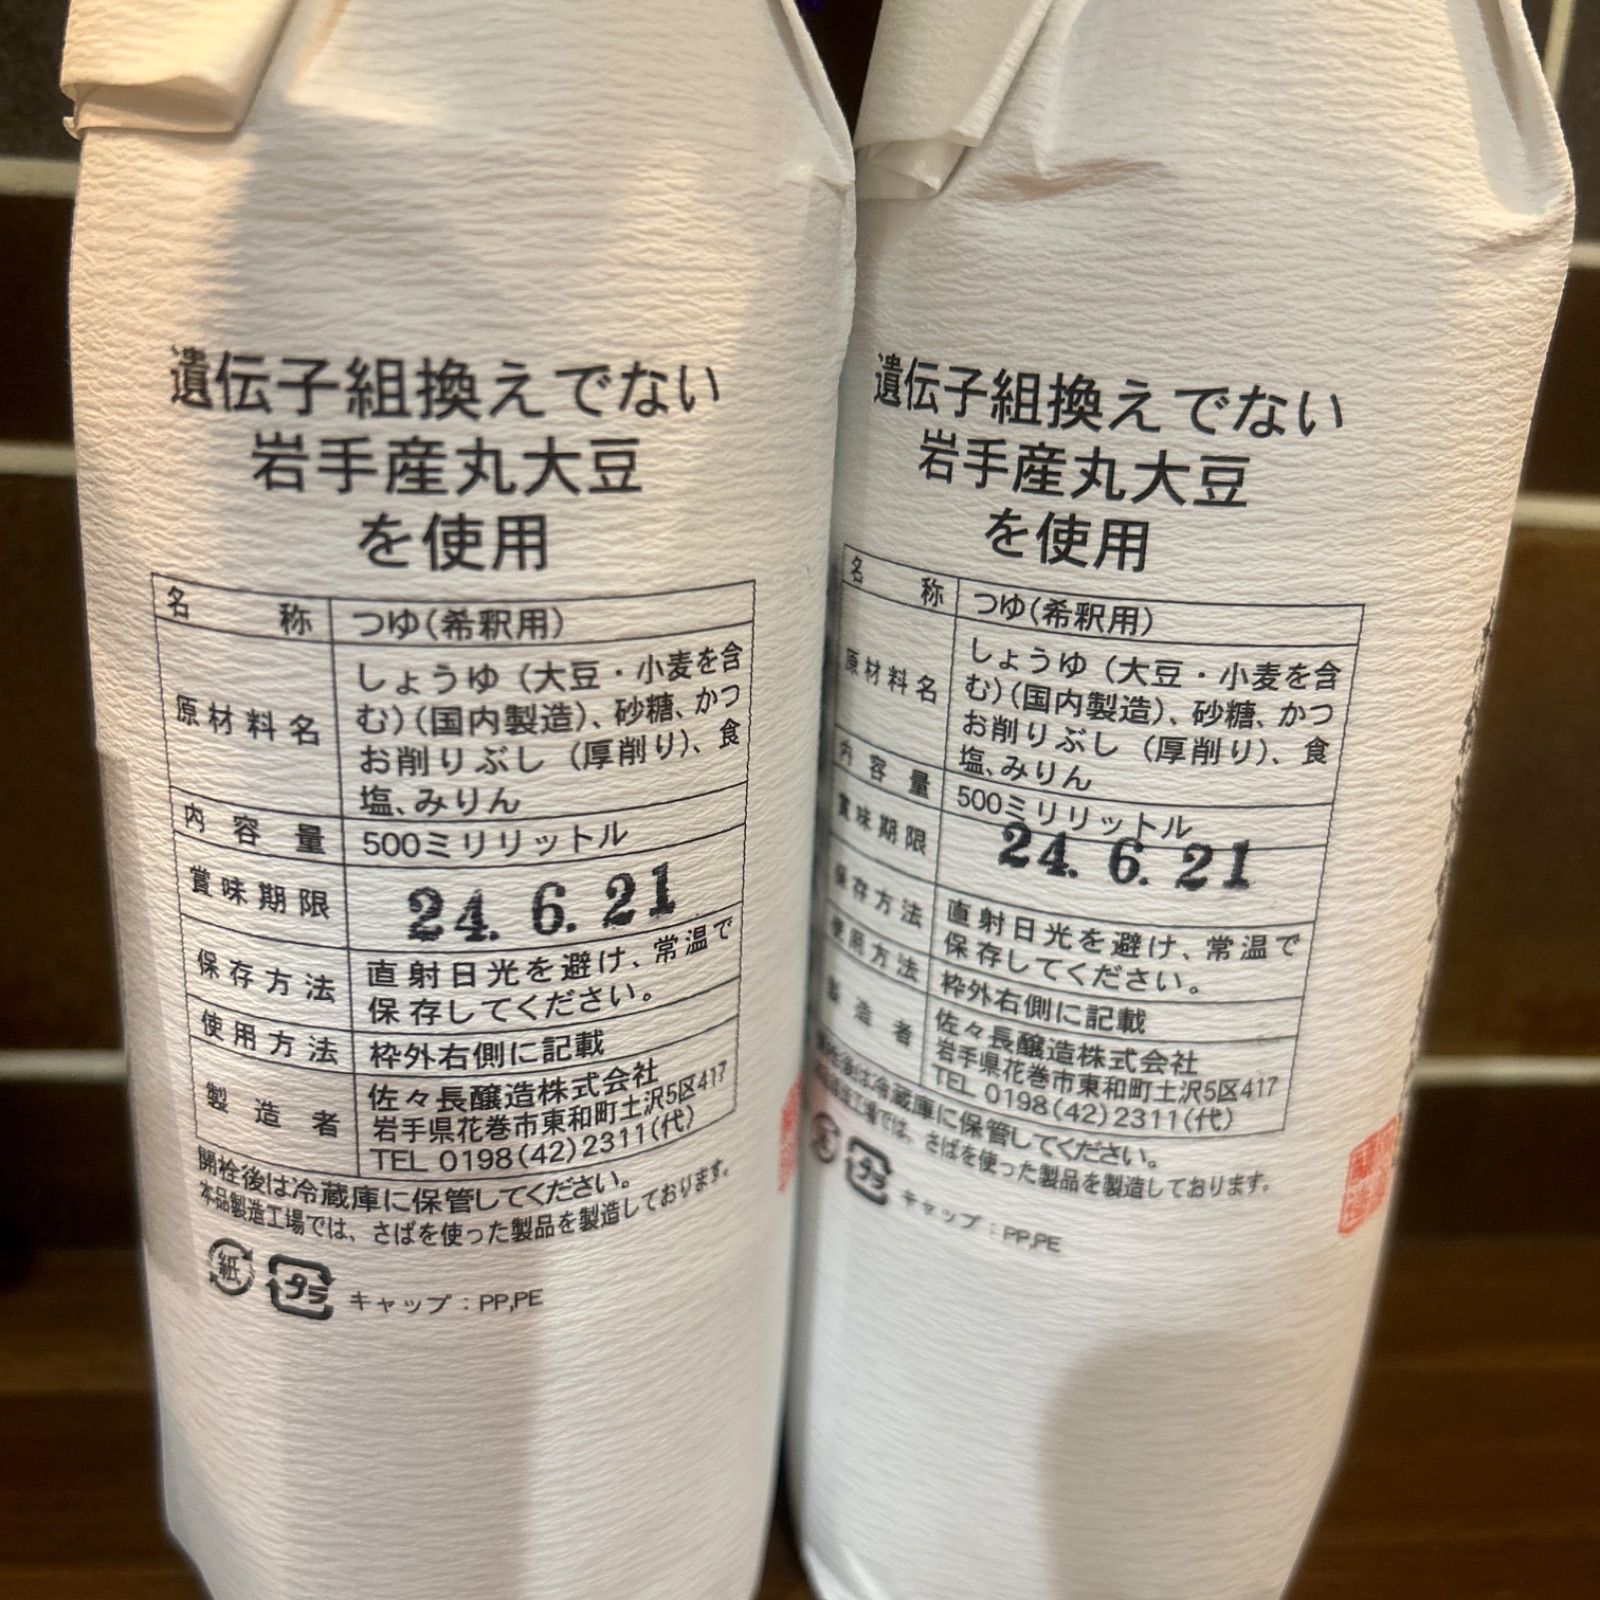 遺伝子組換えでない
岩手産丸大豆
を使用
名称 つゆ(希釈用)
原材料名 しょうゆ(大豆・小麦を含
む)(国内製造)、砂糖、かつ
お削りぶし(厚削り)、食
塩、みりん
内容量 500ミリリットル
賞味期限 24. 6. 21
保存方法 直射日光を避け、常温で
保存してください。
使用方法 枠外右側に記載
製造者 佐々長醸造株式会社
岩手県花巻市東和町土沢5区417
TEL 0198(42)2311(代)
開栓後は冷蔵庫に保管してください。
本品製造工場では、さばを使った製品を製造しております。
紙 プラ キャップ:PP,PE
遺伝子組換えでない
岩手産丸大豆
を使用
名称 つゆ(希釈用)
原材料名 しょうゆ(大豆・小麦を含
む)(国内製造)、砂糖、かつ
お削りぶし(厚削り)、食
塩、みりん
内容量 500ミリリットル
賞味期限 24. 6. 21
保存方法 直射日光を避け、常温で
保存してください。
使用方法 枠外右側に記載
造者 佐々長醸造株式会社
岩手県花巻市東和町土沢5区417
TEL 0198(42)2311(代)
後は冷蔵庫に保管してください。
工場では、さばを使った製品を製造しております。
プラ キャップ:PP,PE